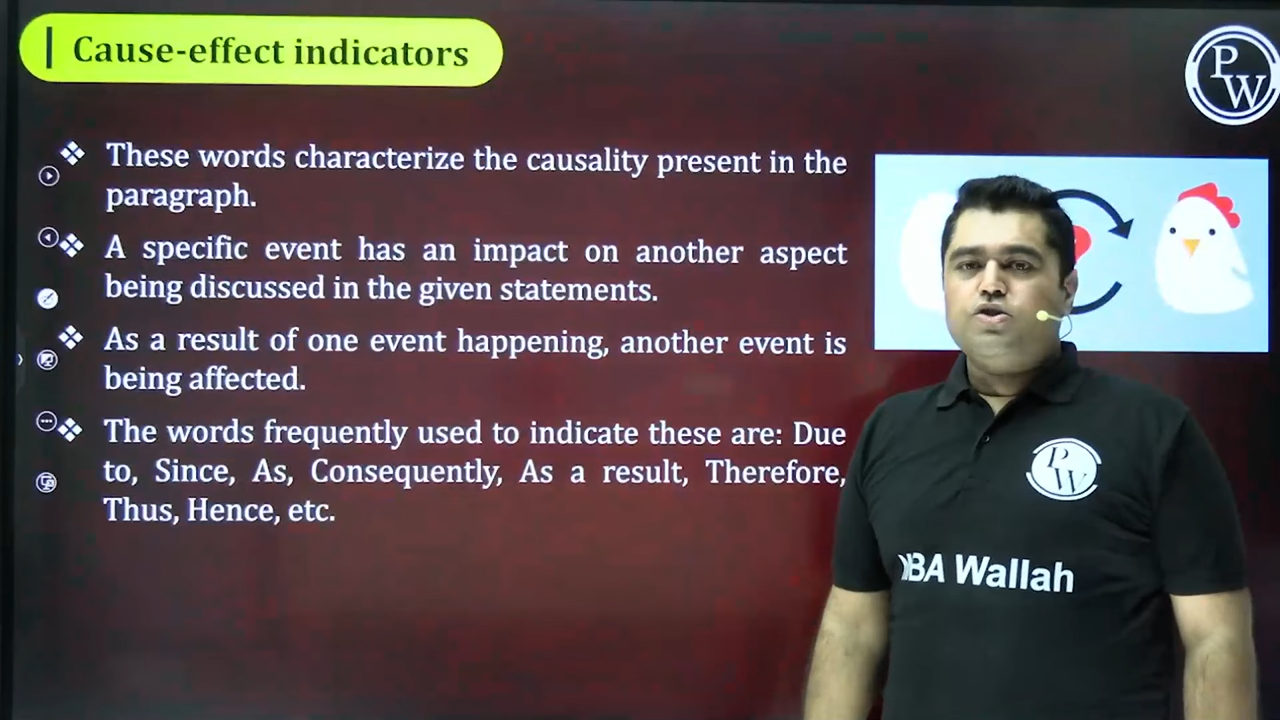 Cause-effect indicators
PW
These words characterize the causality present in the
paragraph.
A specific event has an impact on another aspect
being discussed in the given statements.
As a result of one event happening, another event is
being affected.
The words frequently used to indicate these are: Due
to, Since, As, Consequently, As a result, Therefore,
Thus, Hence, etc.
PW
BA Wallah